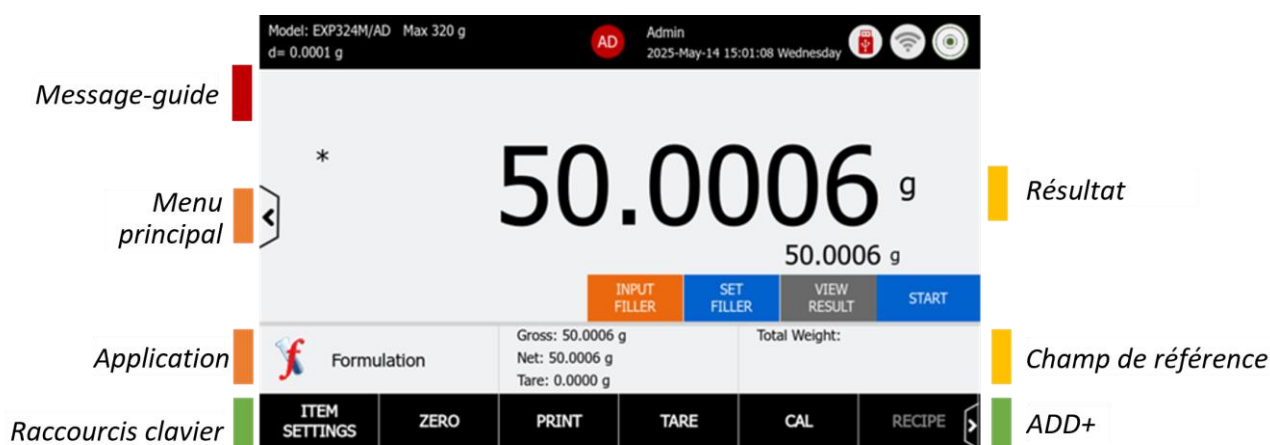 Model: EXP324M/AD Max 320 g
d= 0.0001 g
AD
Admin
2025-May-14 15:01:08 Wednesday
Message-guide
*
50.0006 g
Menu
principal
Résultat
50.0006 g
INPUT
FILLER
SET
FILLER
VIEW
RESULT
START
Application
Formulation
Gross: 50.0006 g
Net: 50.0006 g
Tare: 0.0000 g
Total Weight:
Champ de référence
Raccourcis clavier
ITEM
SETTINGS
ZERO
PRINT
TARE
CAL
RECIPE
ADD+